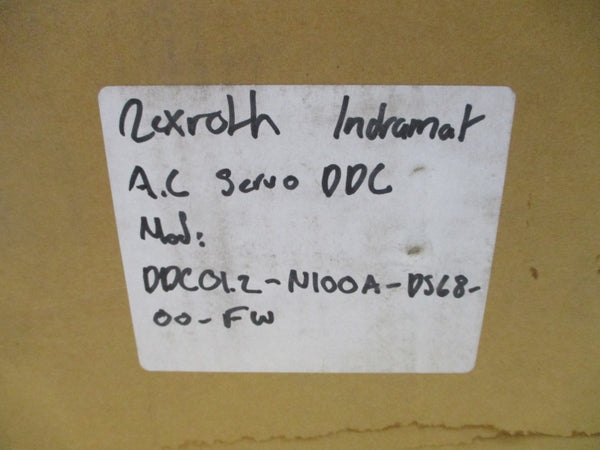 Rexroth Indramat
A.C Servo DDC
Mod:
DDC01.2-N100A-DS68-
00-FW